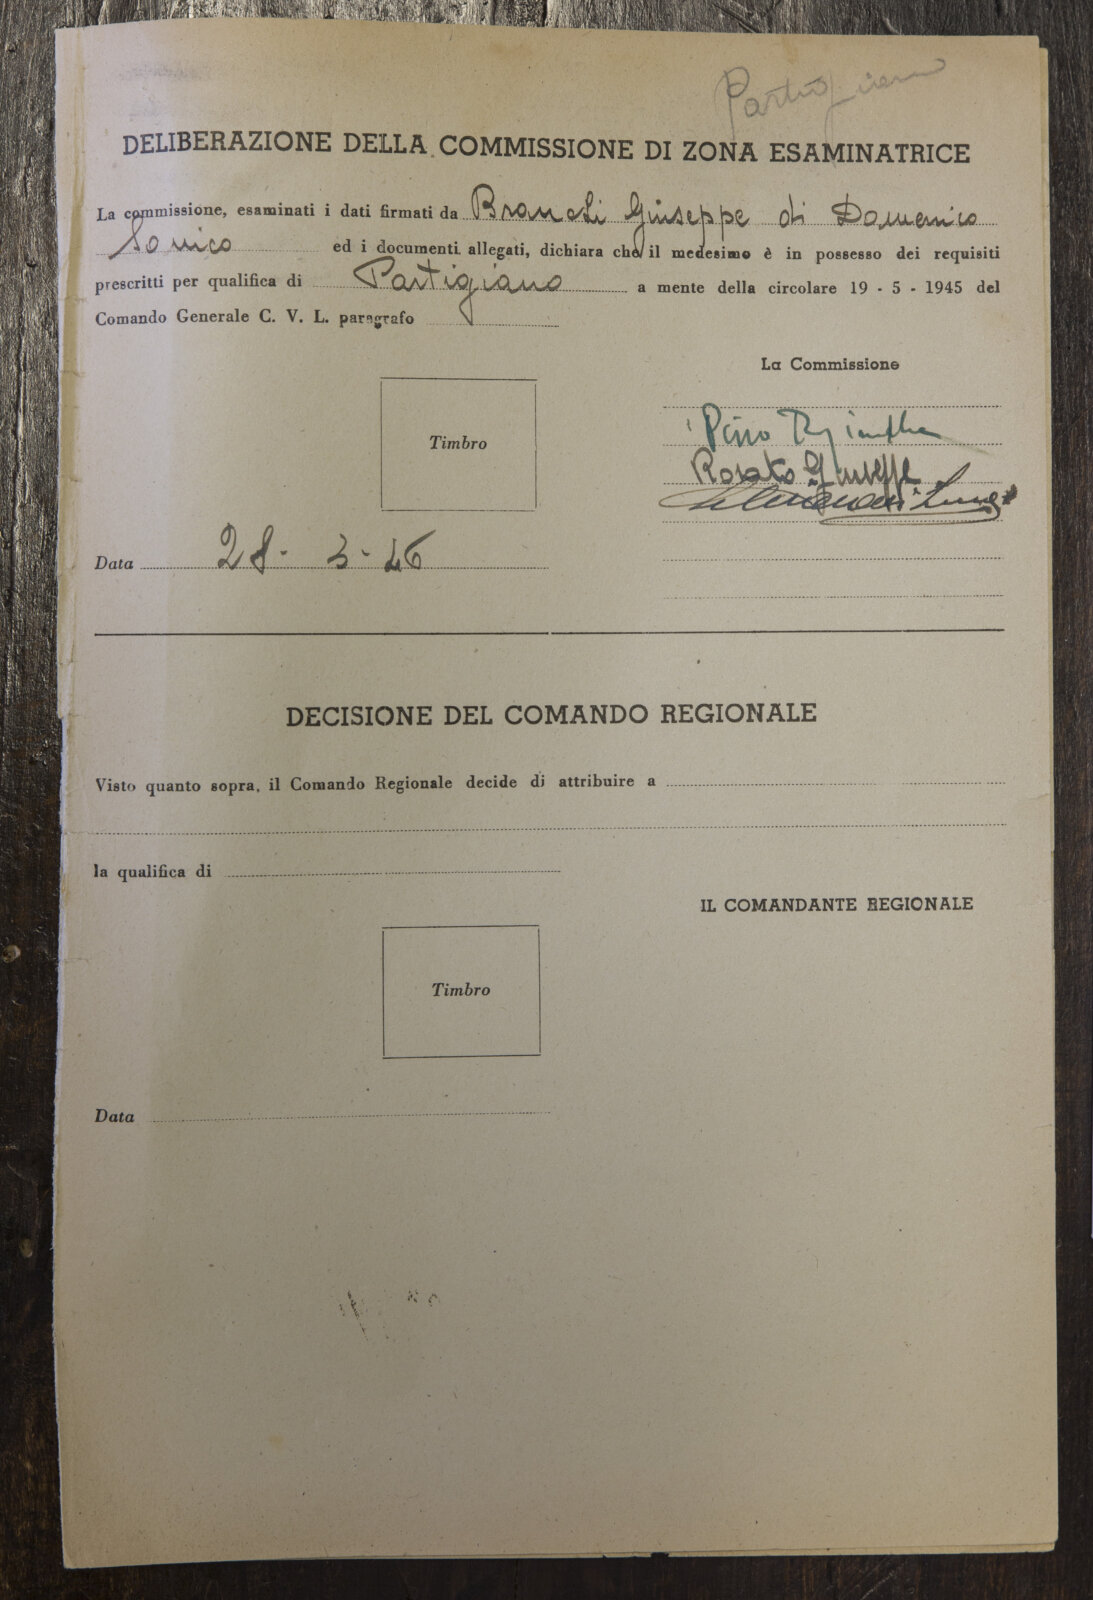 Partigiano
DELIBERAZIONE DELLA COMMISSIONE DI ZONA ESAMINATRICE
La commissione, esaminati i dati firmati da Branchi Giuseppe di Domenico
Sonico ed i documenti allegati, dichiara che il medesimo è in possesso dei requisiti
prescritti per qualifica di Partigiano a mente della circolare 19 - 5 - 1945 del
Comando Generale C. V. L. paragrafo
La Commissione
Timbro
Rosato Giuseppe
Data 28 - 3 - 46
DECISIONE DEL COMANDO REGIONALE
Visto quanto sopra, il Comando Regionale decide di attribuire a
la qualifica di
IL COMANDANTE REGIONALE
Timbro
Data